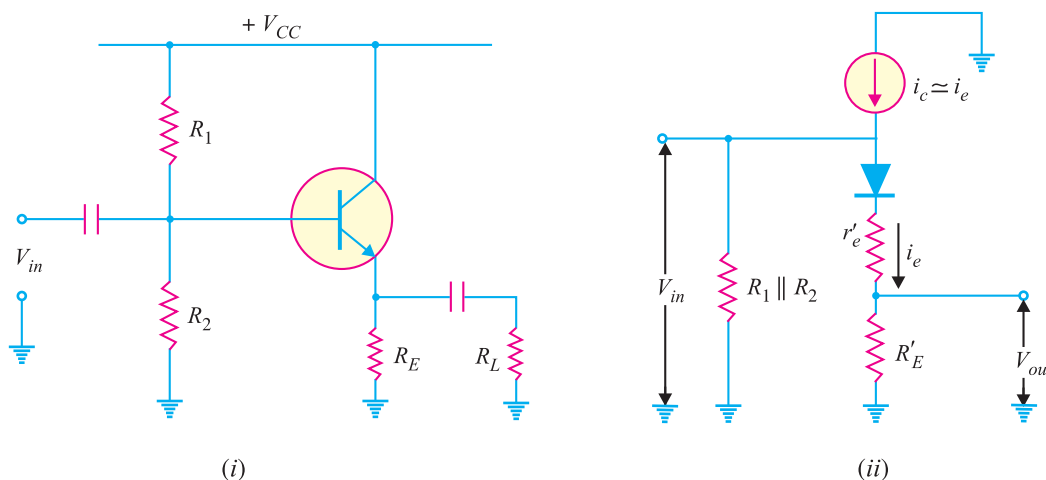 + V_CC
R_1
V_in
R_2
R_E
R_L
(i)
i_c ≃ i_e
r'_e
i_e
V_in
R_1 || R_2
R'_E
V_ou
(ii)